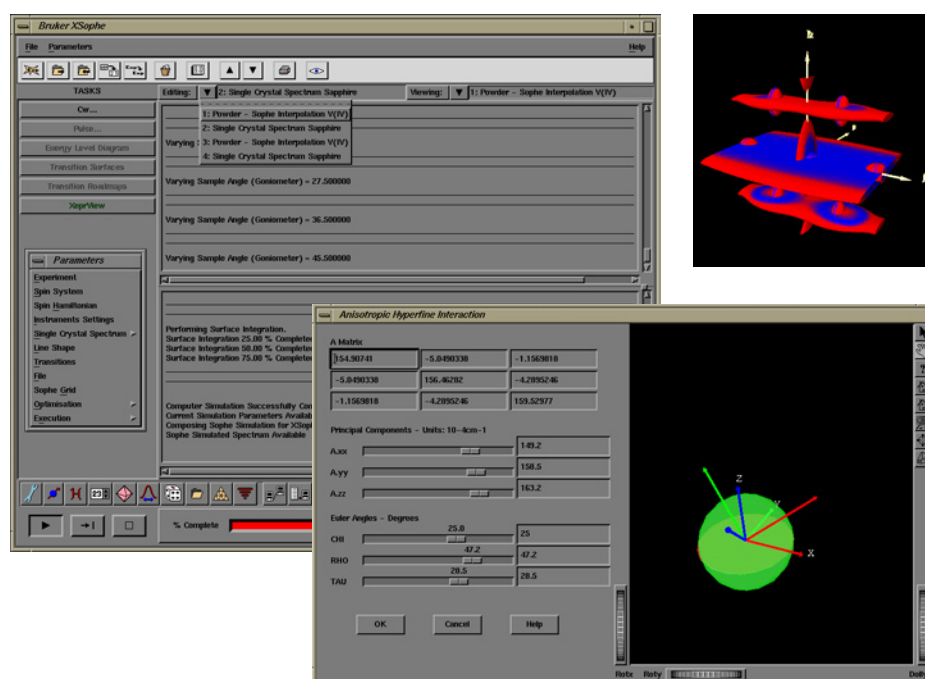 Bruker XSophe
File Parameters Help
TASKS
Editing: 2: Single Crystal Spectrum Sapphire Viewing: 1: Powder - Sophe Interpolation V(IV)
Cw...
Pulse...
Energy Level Diagram
Transition Surfaces
Transition Roadmaps
XeprView
1: Powder - Sophe Interpolation V(IV)
2: Single Crystal Spectrum Sapphire
3: Powder - Sophe Interpolation V(IV)
4: Single Crystal Spectrum Sapphire
Varying
Varying Sample Angle (Goniometer) = 27.500000
Varying Sample Angle (Goniometer) = 36.500000
Varying Sample Angle (Goniometer) = 45.500000
Parameters
Experiment
Spin System
Spin Hamiltonian
Instruments Settings
Single Crystal Spectrum
Line Shape
Transitions
File
Sophe Grid
Optimisation
Execution
Performing Surface Integration.
Surface Integration 25.00 % Complete
Surface Integration 50.00 % Complete
Surface Integration 75.00 % Complete
Computer Simulation Successfully Com
Current Simulation Parameters Availab
Composing Sophe Simulation for XSop
Sophe Simulated Spectrum Available
% Complete
Anisotropic Hyperfine Interaction
A Matrix
154.90741 -5.0490338 -1.1569818
-5.0490338 156.46282 -4.2895246
-1.1569818 -4.2895246 159.52977
Principal Components - Units: 10-4cm-1
A.xx 149.2
A.yy 158.5
A.zz 163.2
Euler Angles - Degrees
CHI 25.0 25
RHO 47.2 47.2
TAU 28.5 28.5
OK Cancel Help
Z
Y
X
Rotx Roty Dolly